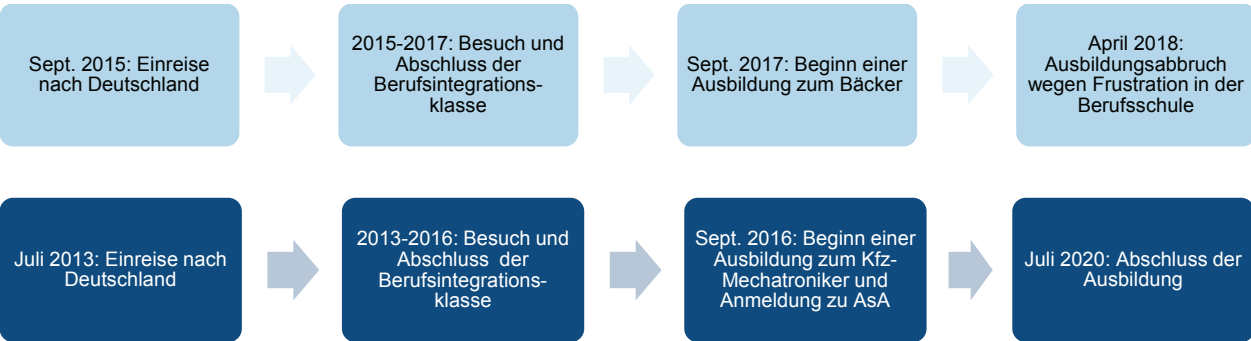 Sept. 2015: Einreise
nach Deutschland
2015-2017: Besuch und
Abschluss der
Berufsintegrations-
klasse
Sept. 2017: Beginn einer
Ausbildung zum Bäcker
April 2018:
Ausbildungsabbruch
wegen Frustration in der
Berufsschule
Juli 2013: Einreise nach
Deutschland
2013-2016: Besuch und
Abschluss der
Berufsintegrations-
klasse
Sept. 2016: Beginn einer
Ausbildung zum Kfz-
Mechatroniker und
Anmeldung zu AsA
Juli 2020: Abschluss der
Ausbildung